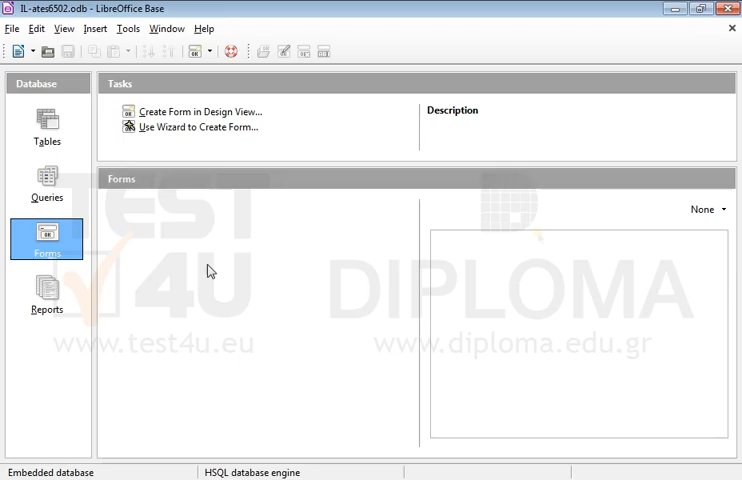 IL-ates6502.odb - LibreOffice Base
File Edit View Insert Tools Window Help
Database
Tables
Queries
Forms
Reports
Tasks
Create Form in Design View...
Use Wizard to Create Form...
Description
Forms
None
TEST
4U
www.test4u.eu
DIPLOMA
www.diploma.edu.gr
Embedded database
HSQL database engine